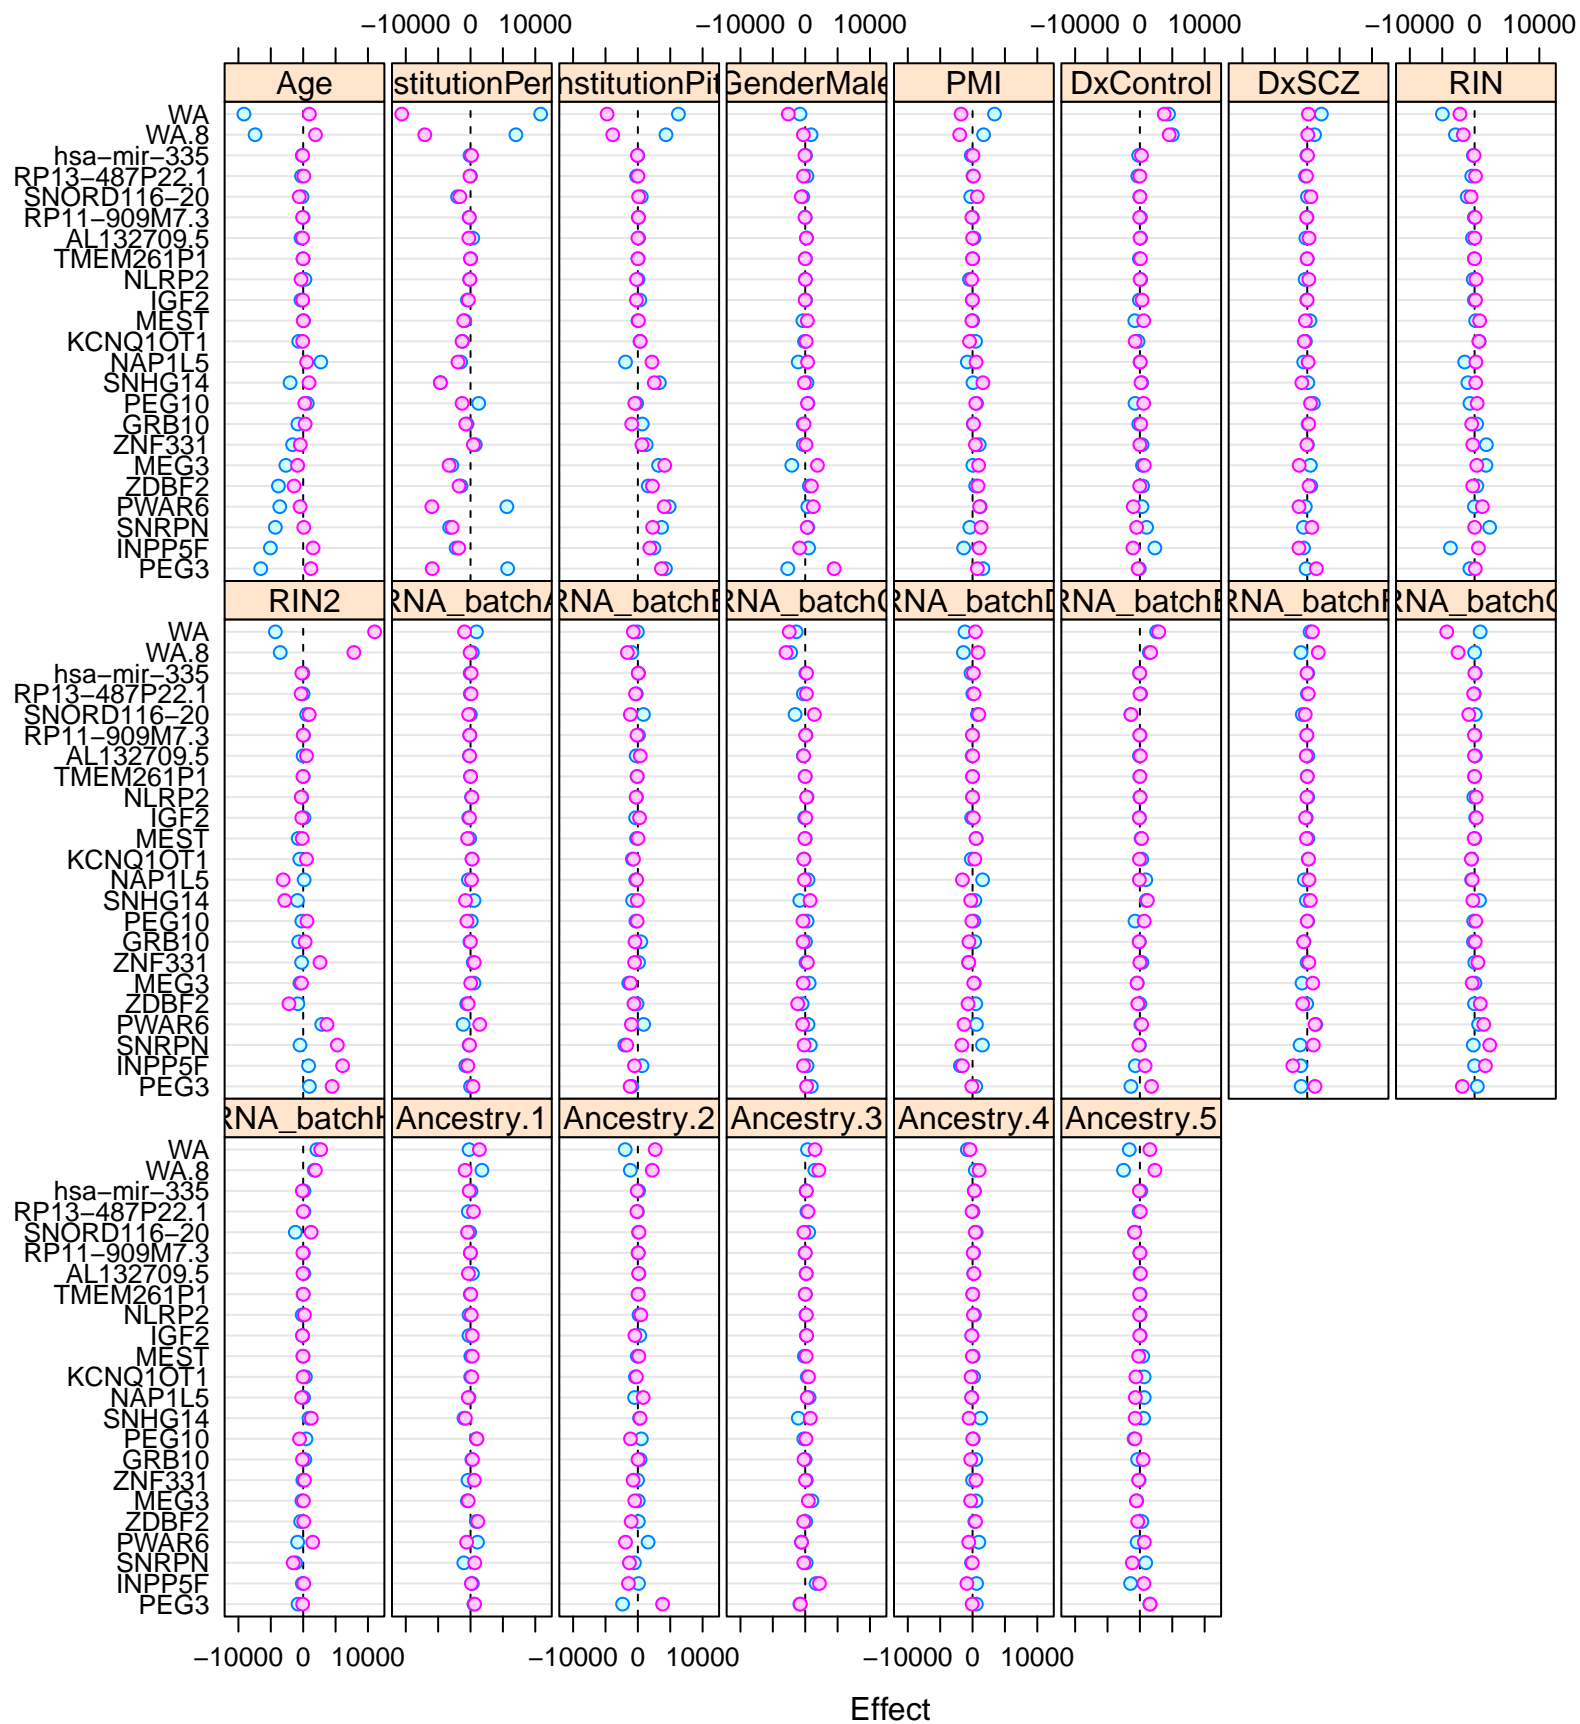 −10000 0 10000 −10000 0 10000 −10000 0 10000 −10000 0 10000
Age stitutionPen nstitutionPit GenderMale PMI DxControl DxSCZ RIN
WA
WA.8
hsa−mir−335
RP13−487P22.1
SNORD116−20
RP11−909M7.3
AL132709.5
TMEM261P1
NLRP2
IGF2
MEST
KCNQ1OT1
NAP1L5
SNHG14
PEG10
GRB10
ZNF331
MEG3
ZDBF2
PWAR6
SNRPN
INPP5F
PEG3
RIN2 RNA_batchA RNA_batchB RNA_batchC RNA_batchD RNA_batchE RNA_batchF RNA_batchG
WA
WA.8
hsa−mir−335
RP13−487P22.1
SNORD116−20
RP11−909M7.3
AL132709.5
TMEM261P1
NLRP2
IGF2
MEST
KCNQ1OT1
NAP1L5
SNHG14
PEG10
GRB10
ZNF331
MEG3
ZDBF2
PWAR6
SNRPN
INPP5F
PEG3
RNA_batchH Ancestry.1 Ancestry.2 Ancestry.3 Ancestry.4 Ancestry.5
WA
WA.8
hsa−mir−335
RP13−487P22.1
SNORD116−20
RP11−909M7.3
AL132709.5
TMEM261P1
NLRP2
IGF2
MEST
KCNQ1OT1
NAP1L5
SNHG14
PEG10
GRB10
ZNF331
MEG3
ZDBF2
PWAR6
SNRPN
INPP5F
PEG3
−10000 0 10000 −10000 0 10000 −10000 0 10000
Effect